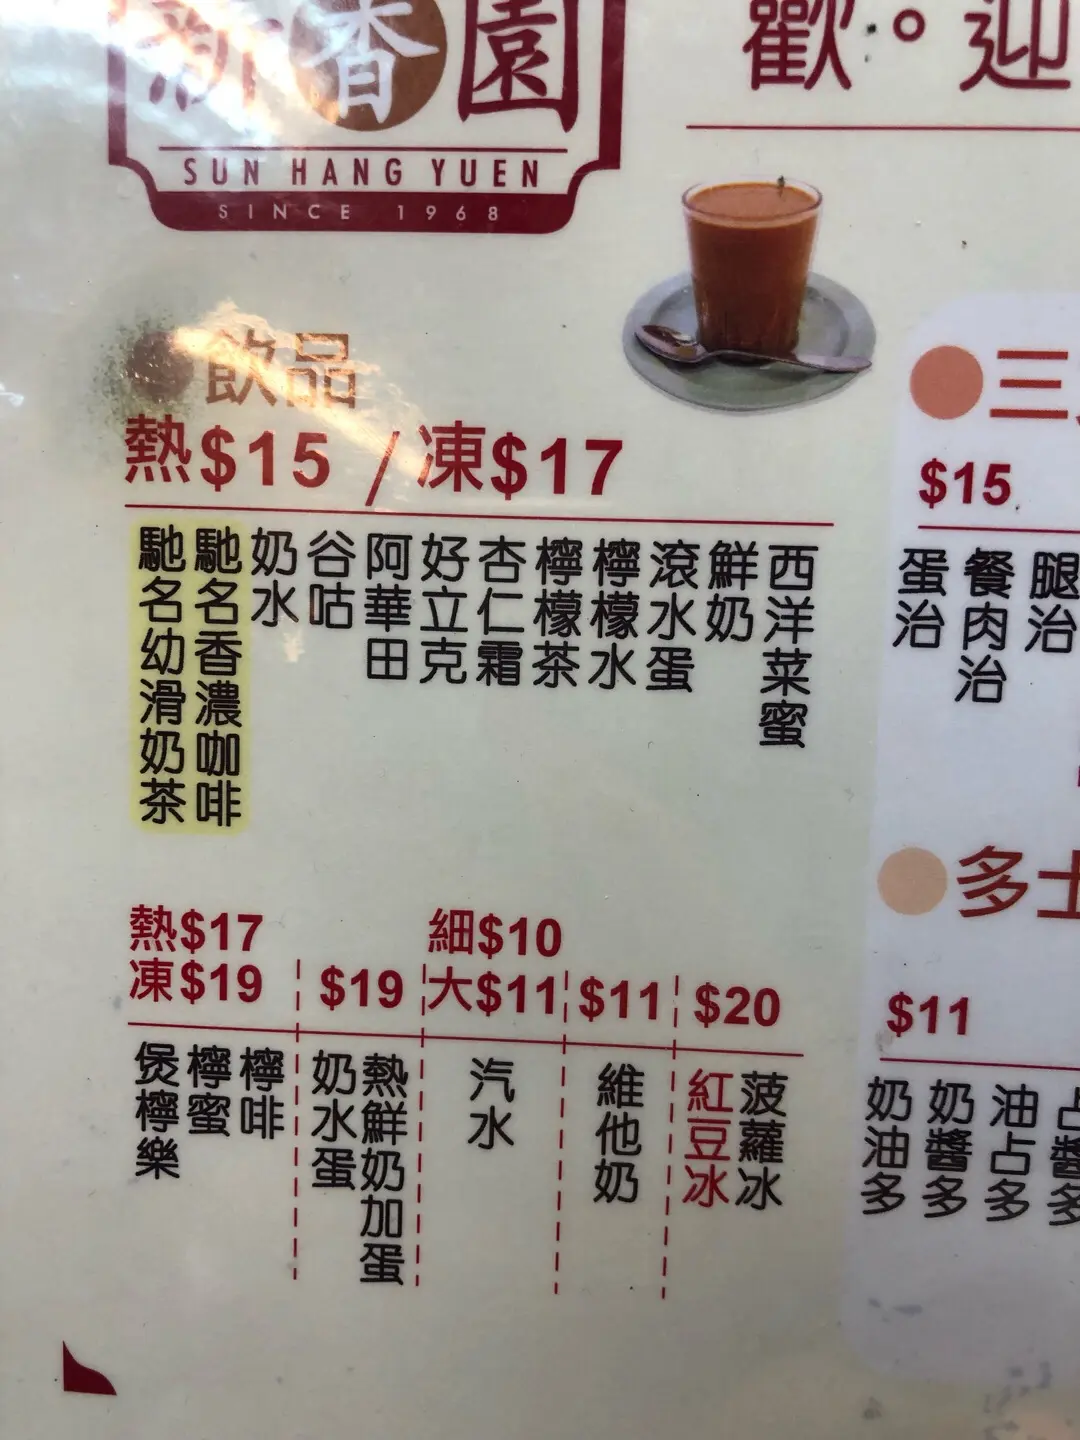 新香園
SUN HANG YUEN
SINCE 1968
歡。迎
飲品
熱$15 / 凍$17
馳名幼滑奶茶
馳名香濃咖啡
奶水
谷咕
阿華田
好立克
杏仁霜
檸檬茶
檸檬水
滾水蛋
鮮奶
西洋菜蜜
熱$17
凍$19
煲檸樂
檸蜜
檸啡
$19
奶水蛋
熱鮮奶加蛋
細$10
大$11
汽水
$11
維他奶
$20
紅豆冰
菠蘿冰
三
$15
蛋治
餐肉治
腿治
多士
$11
奶油多
奶醬多
油占多
占醬多